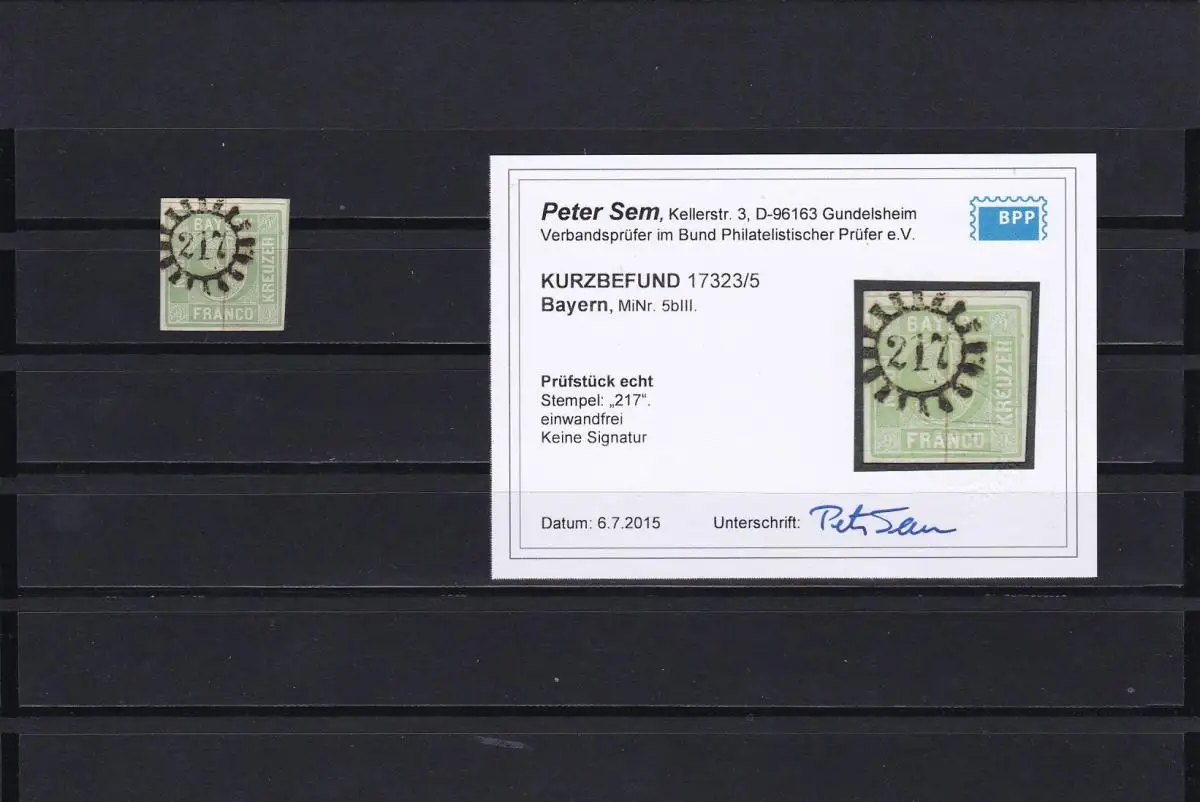 BAY
217
KREUZER
FRANCO
Peter Sem, Kellerstr. 3, D-96163 Gundelsheim
Verbandsprüfer im Bund Philatelistischer Prüfer e.V.
BPP
KURZBEFUND 17323/5
Bayern, MiNr. 5bIII.
Prüfstück echt
Stempel: „217“.
einwandfrei
Keine Signatur
BAY
217
KREUZER
FRANCO
Datum: 6.7.2015 Unterschrift: Peter Sem